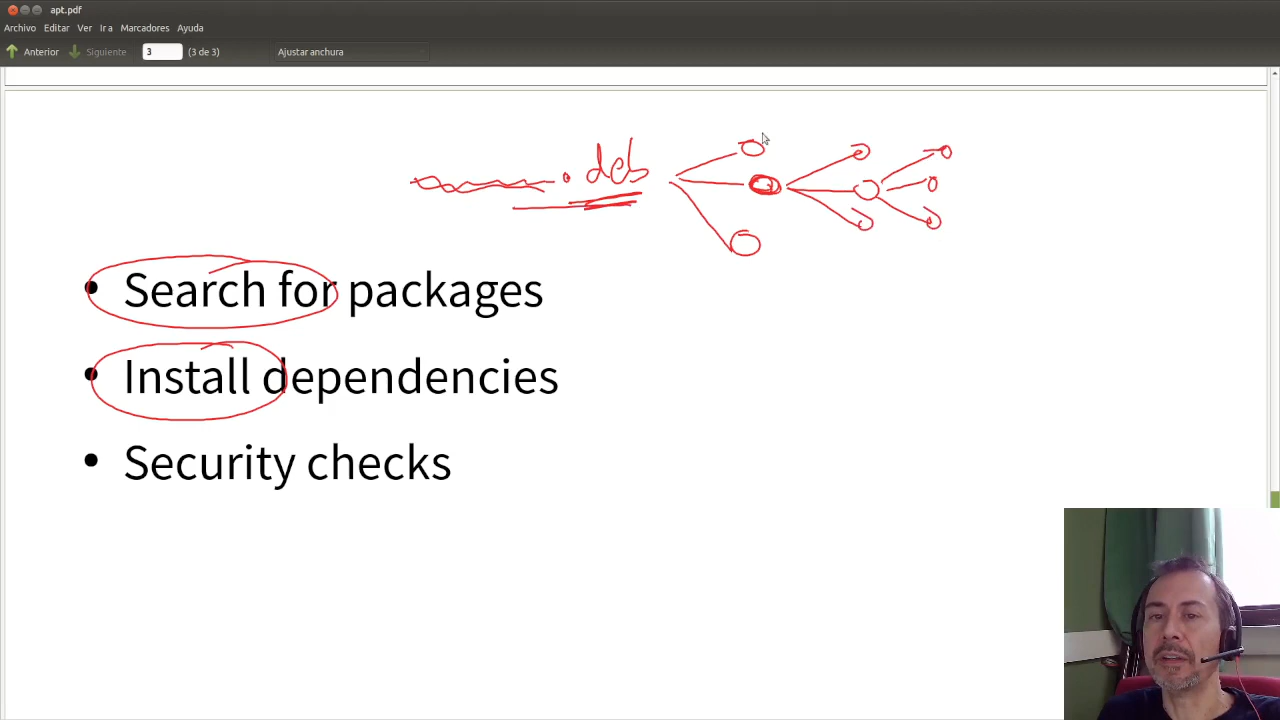 apt.pdf
Archivo Editar Ver Ir a Marcadores Ayuda
Anterior Siguiente 3 (3 de 3) Ajustar anchura
.deb
• Search for packages
• Install dependencies
• Security checks